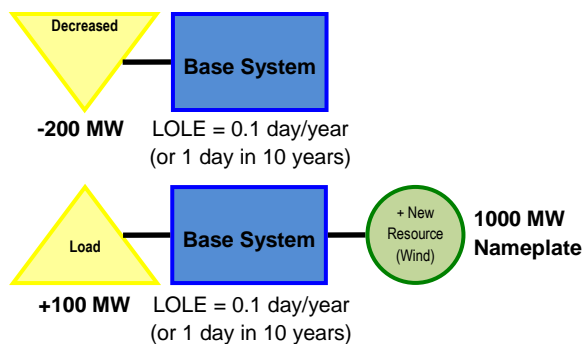 Decreased
Base System
-200 MW
LOLE = 0.1 day/year
(or 1 day in 10 years)
Load
Base System
+ New
Resource
(Wind)
1000 MW
Nameplate
+100 MW
LOLE = 0.1 day/year
(or 1 day in 10 years)